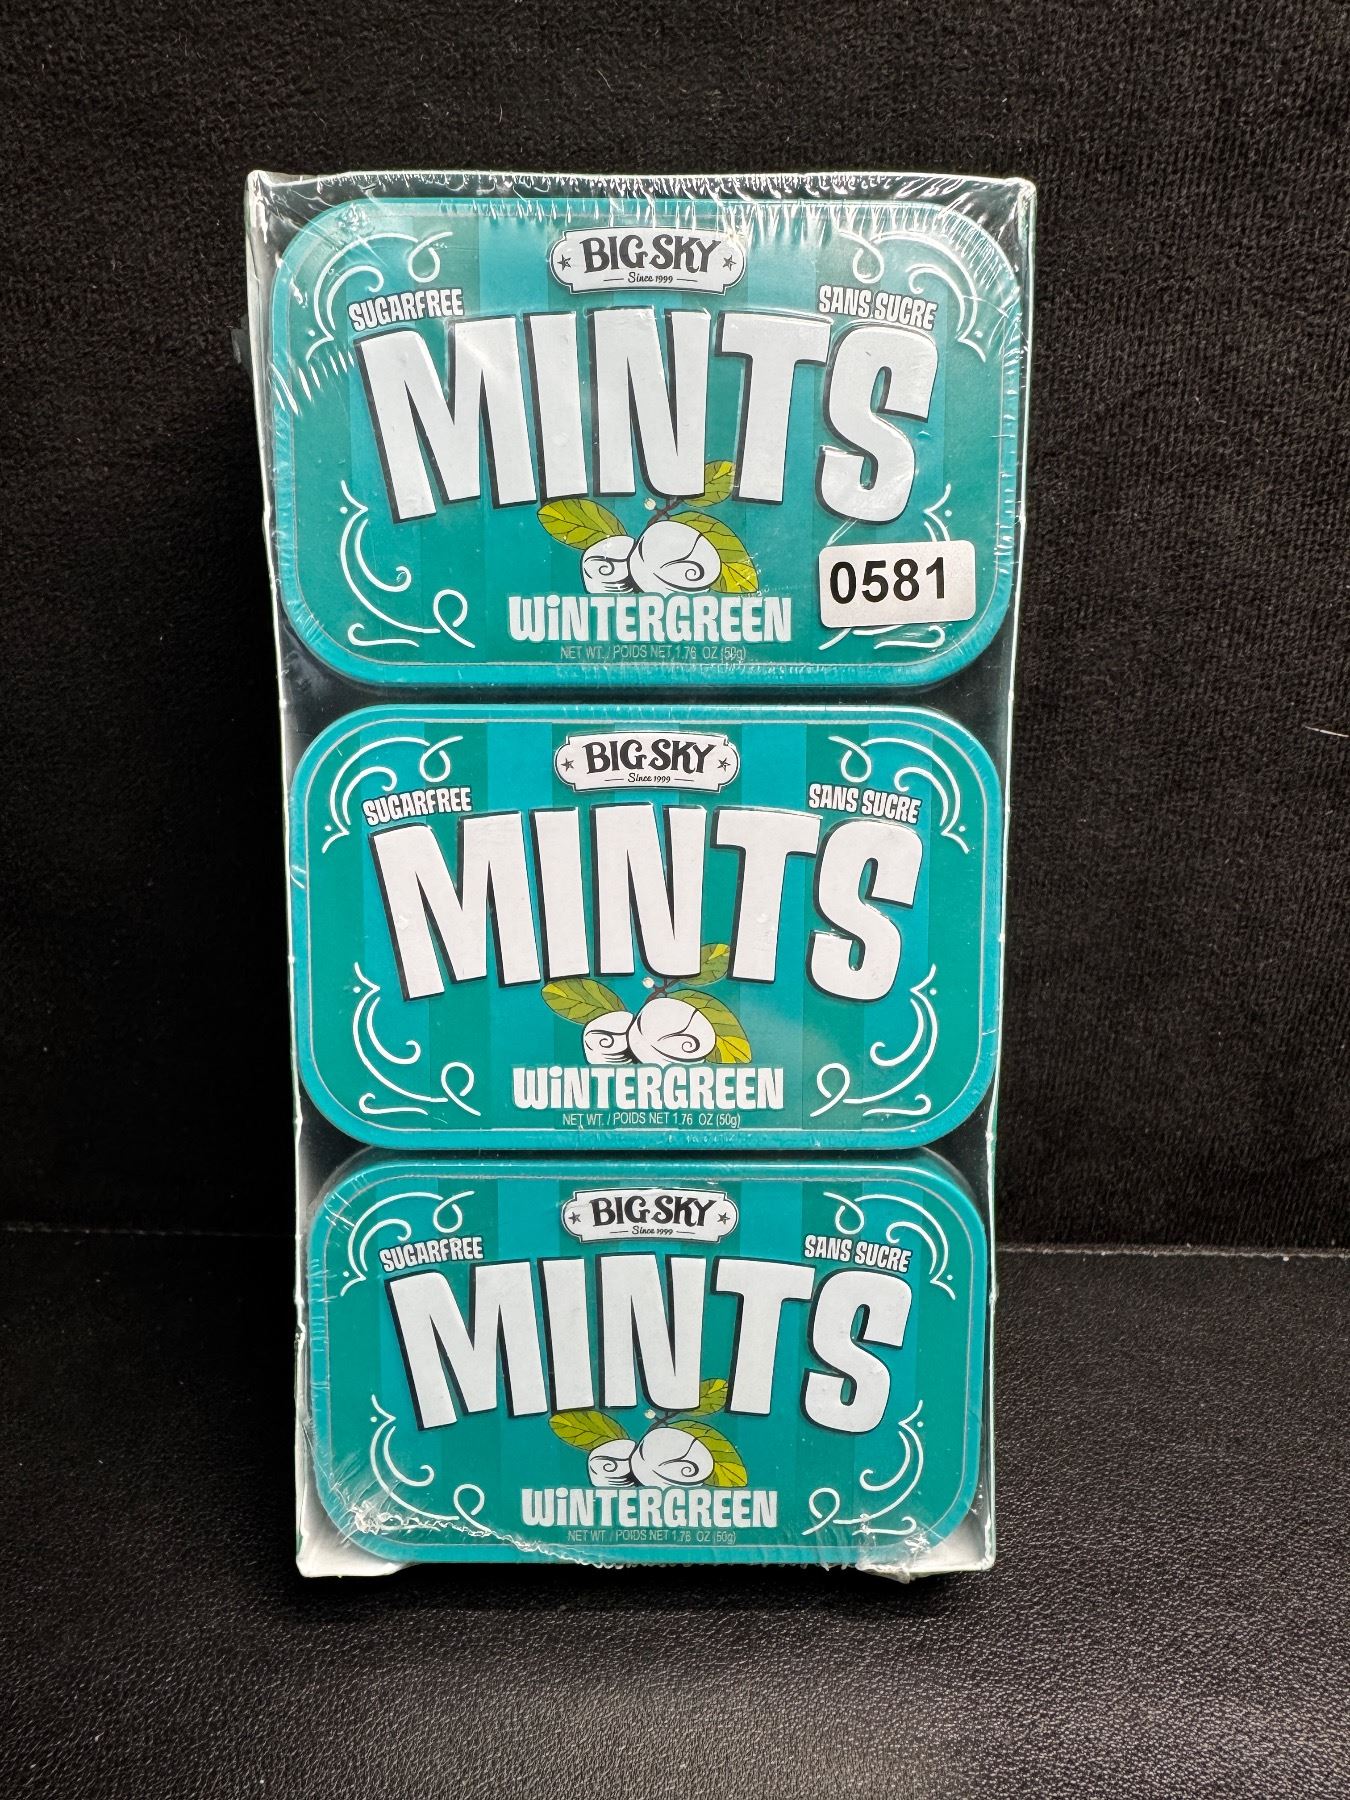 BIG SKY
Since 1999
SUGARFREE
SANS SUCRE
MINTS
0581
WiNTERGREEN
NET WT. / POIDS NET 1.76 OZ (50g)
BIG SKY
Since 1999
SUGARFREE
SANS SUCRE
MINTS
WiNTERGREEN
NET WT. / POIDS NET 1.76 OZ (50g)
BIG SKY
Since 1999
SUGARFREE
SANS SUCRE
MINTS
WiNTERGREEN
NET WT. / POIDS NET 1.76 OZ (50g)